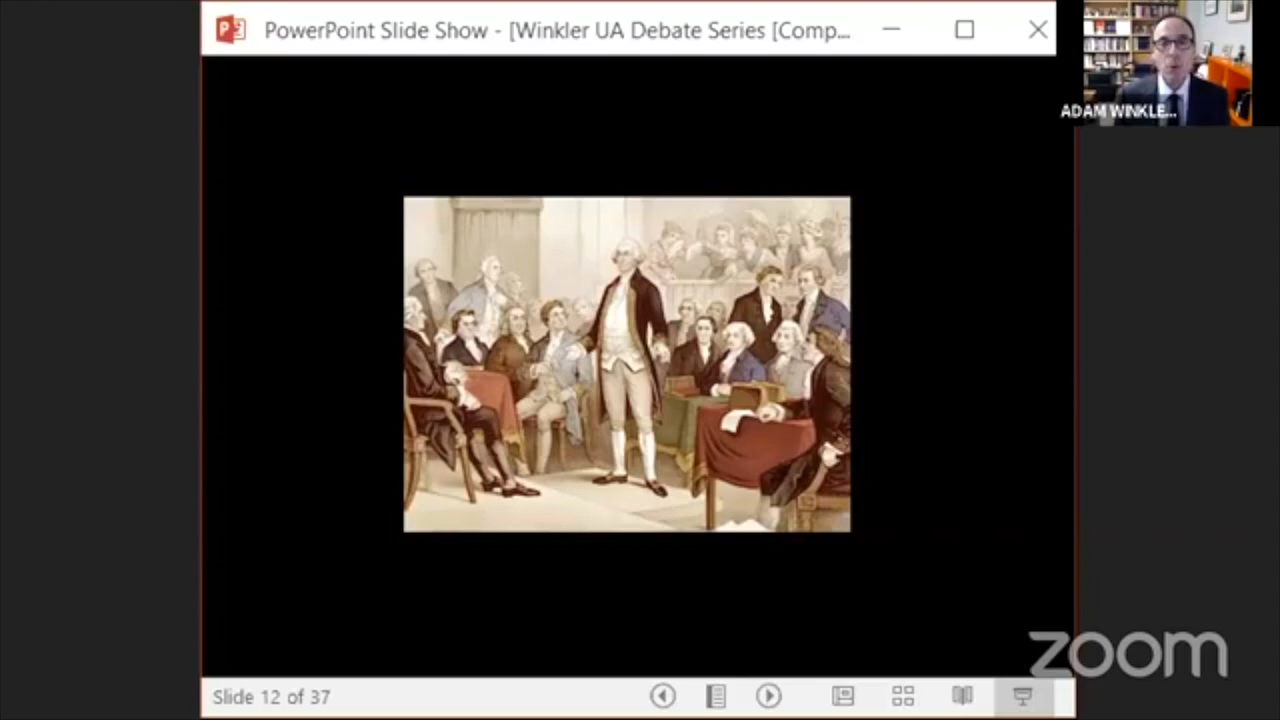 PowerPoint Slide Show - [Winkler UA Debate Series [Comp...
ADAM WINKLE...
zoom
Slide 12 of 37